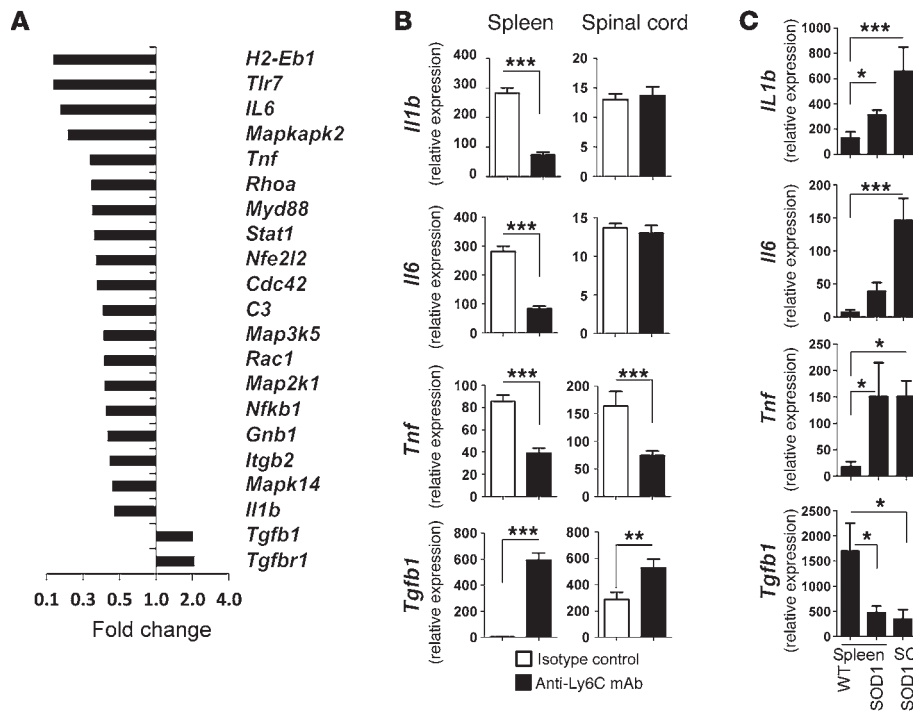 A
H2-Eb1
Tlr7
IL6
Mapkapk2
Tnf
Rhoa
Myd88
Stat1
Nfe2l2
Cdc42
C3
Map3k5
Rac1
Map2k1
Nfkb1
Gnb1
Itgb2
Mapk14
Il1b
Tgfb1
Tgfbr1
0.1 0.3 0.5 1.0 2.0 4.0
Fold change
B
Spleen Spinal cord
Il1b
(relative expression)
400
300
200
100
0
***
20
15
10
5
0
Il6
(relative expression)
400
300
200
100
0
***
15
10
5
0
Tnf
(relative expression)
100
80
60
40
20
0
***
200
150
100
50
0
***
Tgfb1
(relative expression)
800
600
400
200
0
***
800
600
400
200
0
**
Isotype control
Anti-Ly6C mAb
C
IL1b
(relative expression)
1000
800
600
400
200
0
***
*
Il6
(relative expression)
200
150
100
50
0
***
Tnf
(relative expression)
200
150
100
50
0
*
*
Tgfb1
(relative expression)
2500
2000
1500
1000
500
0
*
*
Spleen SC
WT
SOD1
SOD1